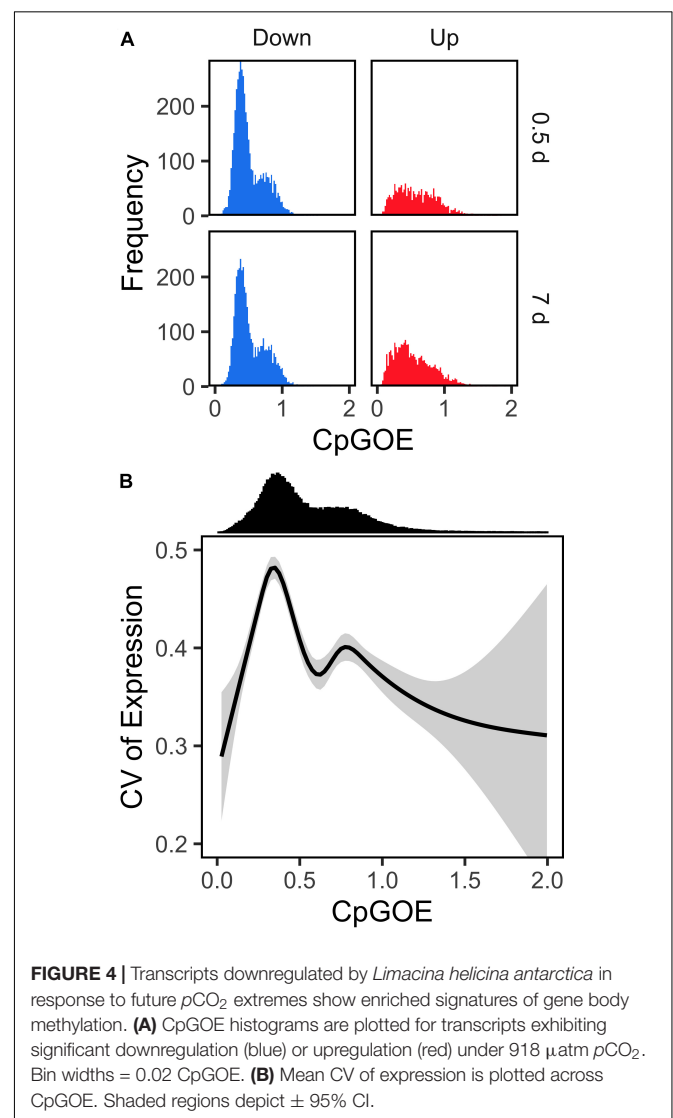 A
Down
Up
200
100
0
0.5 d
Frequency
200
100
0
7 d
0
1
2
0
1
2
CpGOE
B
0.5
0.4
0.3
0.2
CV of Expression
0.0
0.5
1.0
1.5
2.0
CpGOE
FIGURE 4 | Transcripts downregulated by Limacina helicina antarctica in
response to future pCO₂ extremes show enriched signatures of gene body
methylation. (A) CpGOE histograms are plotted for transcripts exhibiting
significant downregulation (blue) or upregulation (red) under 918 μatm pCO₂.
Bin widths = 0.02 CpGOE. (B) Mean CV of expression is plotted across
CpGOE. Shaded regions depict ± 95% CI.